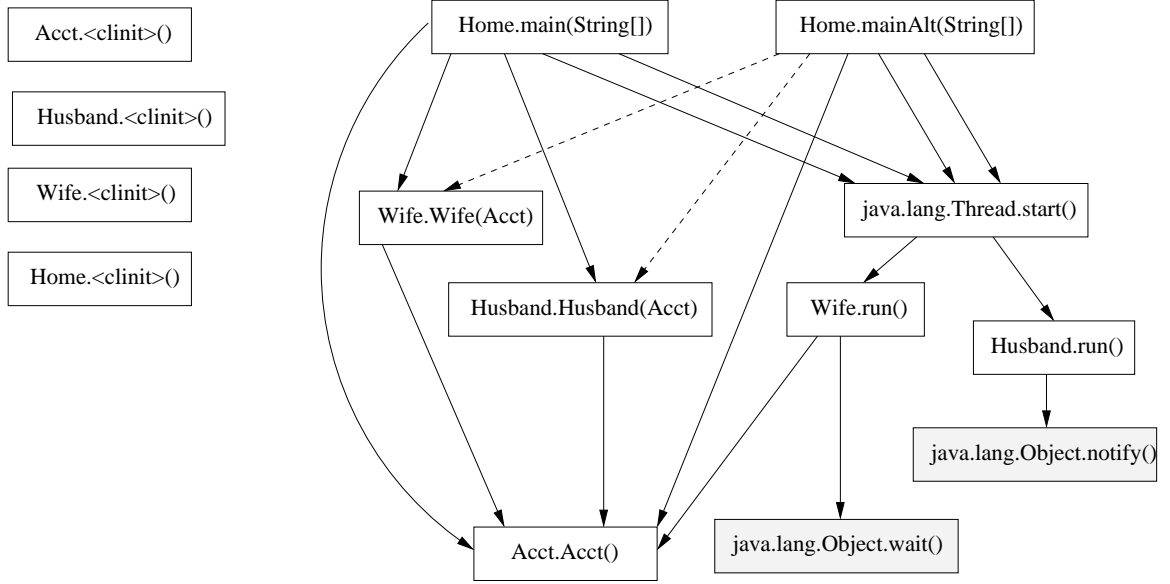 Acct.<clinit>()
Husband.<clinit>()
Wife.<clinit>()
Home.<clinit>()
Home.main(String[])
Home.mainAlt(String[])
Wife.Wife(Acct)
java.lang.Thread.start()
Husband.Husband(Acct)
Wife.run()
Husband.run()
java.lang.Object.notify()
Acct.Acct()
java.lang.Object.wait()